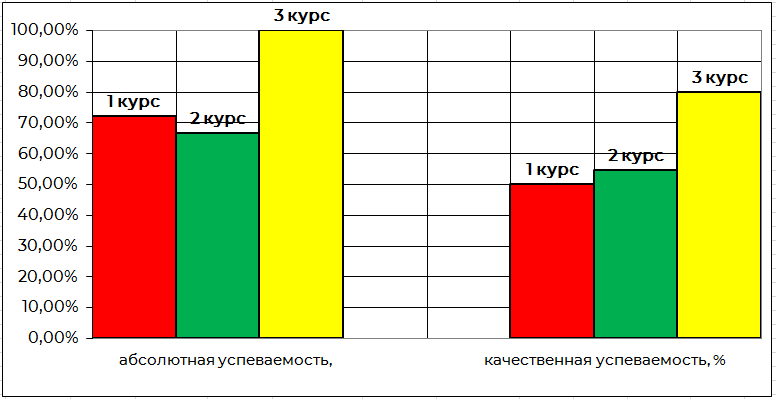 3 курс
100,00%
90,00%
3 курс
80,00%
1 курс
70,00%
2 курс
60,00%
2 курс
1 курс
50,00%
40,00%
30,00%
20,00%
10,00%
0,00%
абсолютная успеваемость,
качественная успеваемость, %